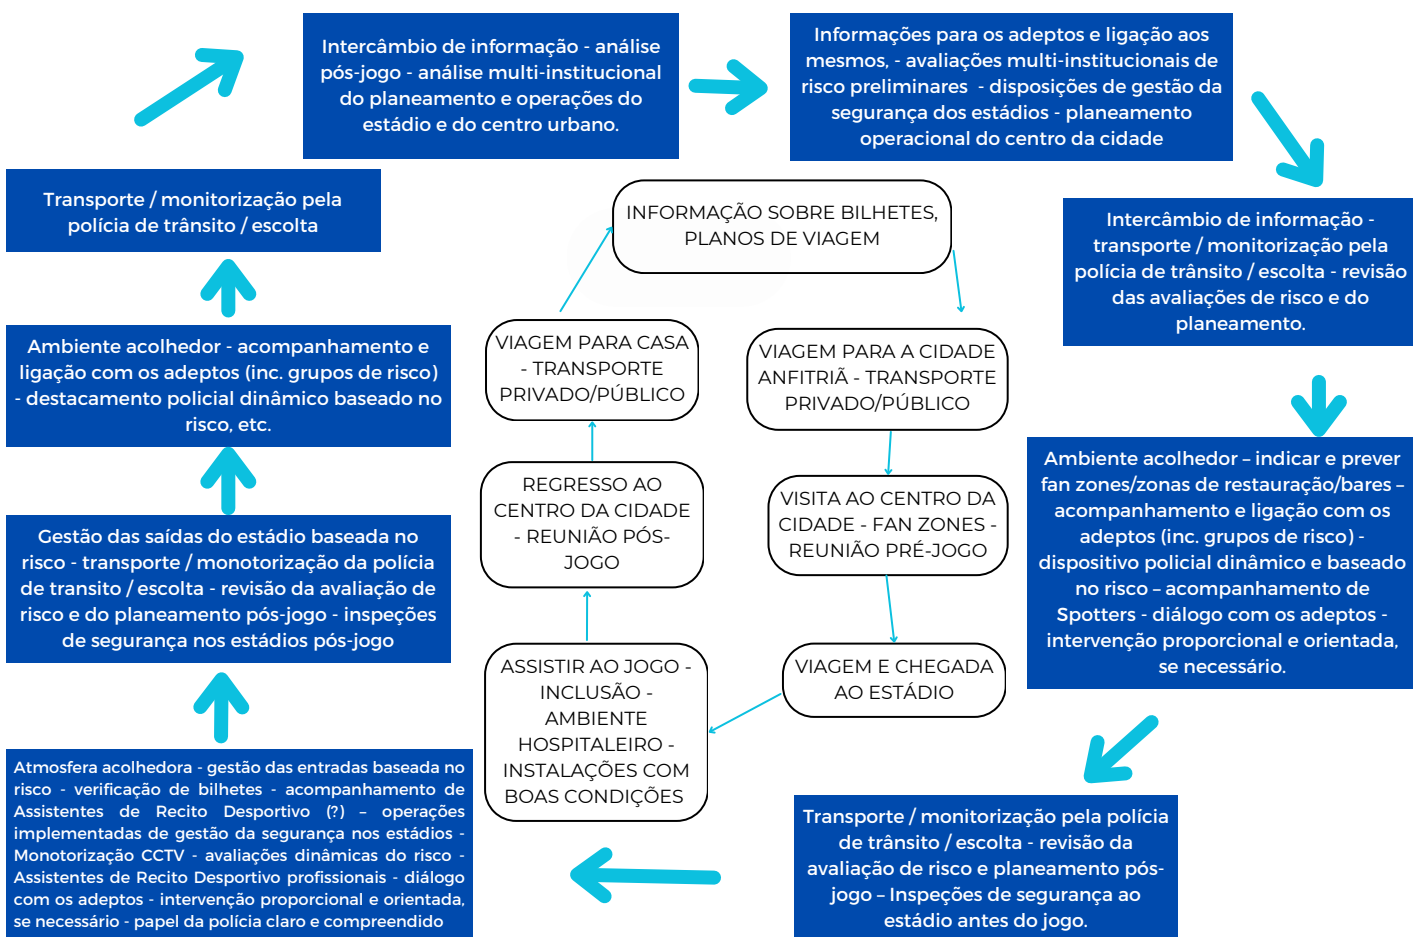 Intercâmbio de informação - análise
pós-jogo - análise multi-institucional
do planeamento e operações do
estádio e do centro urbano.
Informações para os adeptos e ligação aos
mesmos, - avaliações multi-institucionais de
risco preliminares - disposições de gestão da
segurança dos estádios - planeamento
operacional do centro da cidade
Intercâmbio de informação -
transporte / monitorização pela
polícia de trânsito / escolta - revisão
das avaliações de risco e do
planeamento.
Ambiente acolhedor – indicar e prever
fan zones/zonas de restauração/bares –
acompanhamento e ligação com os
adeptos (inc. grupos de risco) -
dispositivo policial dinâmico e baseado
no risco – acompanhamento de
Spotters - diálogo com os adeptos -
intervenção proporcional e orientada,
se necessário.
Transporte / monitorização pela polícia
de trânsito / escolta - revisão da
avaliação de risco e planeamento pós-
jogo – Inspeções de segurança ao
estádio antes do jogo.
Atmosfera acolhedora - gestão das entradas baseada no
risco - verificação de bilhetes - acompanhamento de
Assistentes de Recito Desportivo (?) – operações
implementadas de gestão da segurança nos estádios -
Monotorização CCTV - avaliações dinâmicas do risco -
Assistentes de Recito Desportivo profissionais - diálogo
com os adeptos - intervenção proporcional e orientada,
se necessário - papel da polícia claro e compreendido
Gestão das saídas do estádio baseada no
risco - transporte / monotorização da polícia
de transito / escolta - revisão da avaliação de
risco e do planeamento pós-jogo - inspeções
de segurança nos estádios pós-jogo
Ambiente acolhedor - acompanhamento e
ligação com os adeptos (inc. grupos de risco)
- destacamento policial dinâmico baseado no
risco, etc.
Transporte / monitorização pela
polícia de trânsito / escolta
INFORMAÇÃO SOBRE BILHETES,
PLANOS DE VIAGEM
VIAGEM PARA A CIDADE
ANFITRIÃ - TRANSPORTE
PRIVADO/PÚBLICO
VISITA AO CENTRO DA
CIDADE - FAN ZONES -
REUNIÃO PRÉ-JOGO
VIAGEM E CHEGADA
AO ESTÁDIO
ASSISTIR AO JOGO -
INCLUSÃO -
AMBIENTE
HOSPITALEIRO -
INSTALAÇÕES COM
BOAS CONDIÇÕES
REGRESSO AO
CENTRO DA CIDADE
- REUNIÃO PÓS-
JOGO
VIAGEM PARA CASA
- TRANSPORTE
PRIVADO/PÚBLICO